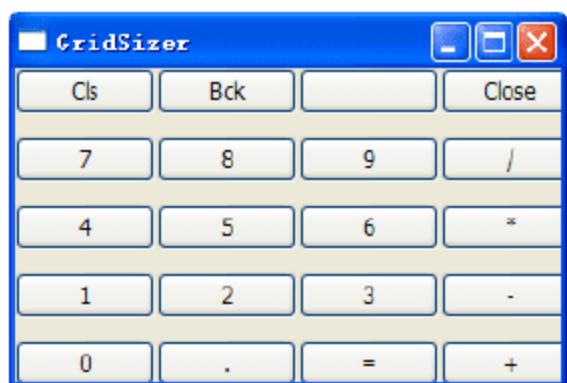 GridSizer
Cls Bck Close
7 8 9 /
4 5 6 *
1 2 3 -
0 . = +